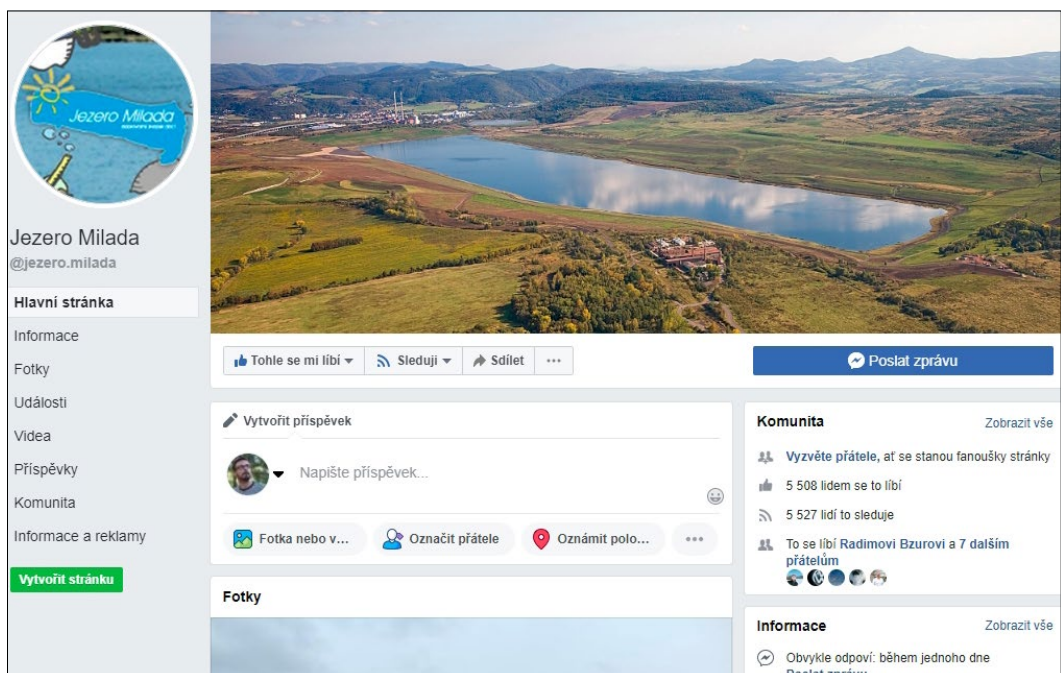 Jezero Milada
Jezero Milada
@jezero.milada
Hlavní stránka
Informace
Fotky
Události
Videa
Příspěvky
Komunita
Informace a reklamy
Vytvořit stránku
Tohle se mi líbí
Sleduji
Sdílet
Poslat zprávu
Vytvořit příspěvek
Napište příspěvek...
Fotka nebo v...
Označit přátele
Oznámit polo...
Fotky
Komunita
Zobrazit vše
Vyzvěte přátele, ať se stanou fanoušky stránky
5 508 lidem se to líbí
5 527 lidí to sleduje
To se líbí Radimovi Bzurovi a 7 dalším
přátelům
Informace
Zobrazit vše
Obvykle odpoví: během jednoho dne
Poslat zprávu